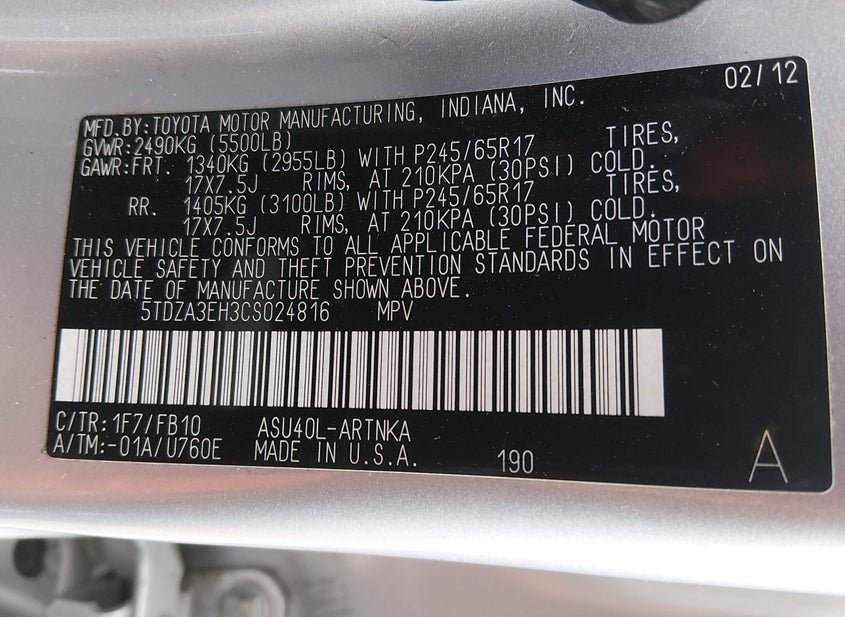 02/12
MFD.BY:TOYOTA MOTOR MANUFACTURING, INDIANA, INC.
GVWR:2490KG (5500LB)
GAWR:FRT. 1340KG (2955LB) WITH P245/65R17 TIRES,
17X7.5J RIMS, AT 210KPA (30PSI) COLD.
RR. 1405KG (3100LB) WITH P245/65R17 TIRES,
17X7.5J RIMS, AT 210KPA (30PSI) COLD.
THIS VEHICLE CONFORMS TO ALL APPLICABLE FEDERAL MOTOR
VEHICLE SAFETY AND THEFT PREVENTION STANDARDS IN EFFECT ON
THE DATE OF MANUFACTURE SHOWN ABOVE.
5TDZA3EH3CS024816 MPV
C/TR:1F7/FB10 ASU40L-ARTNKA
A/TM:-01A/U760E MADE IN U.S.A. 190 A